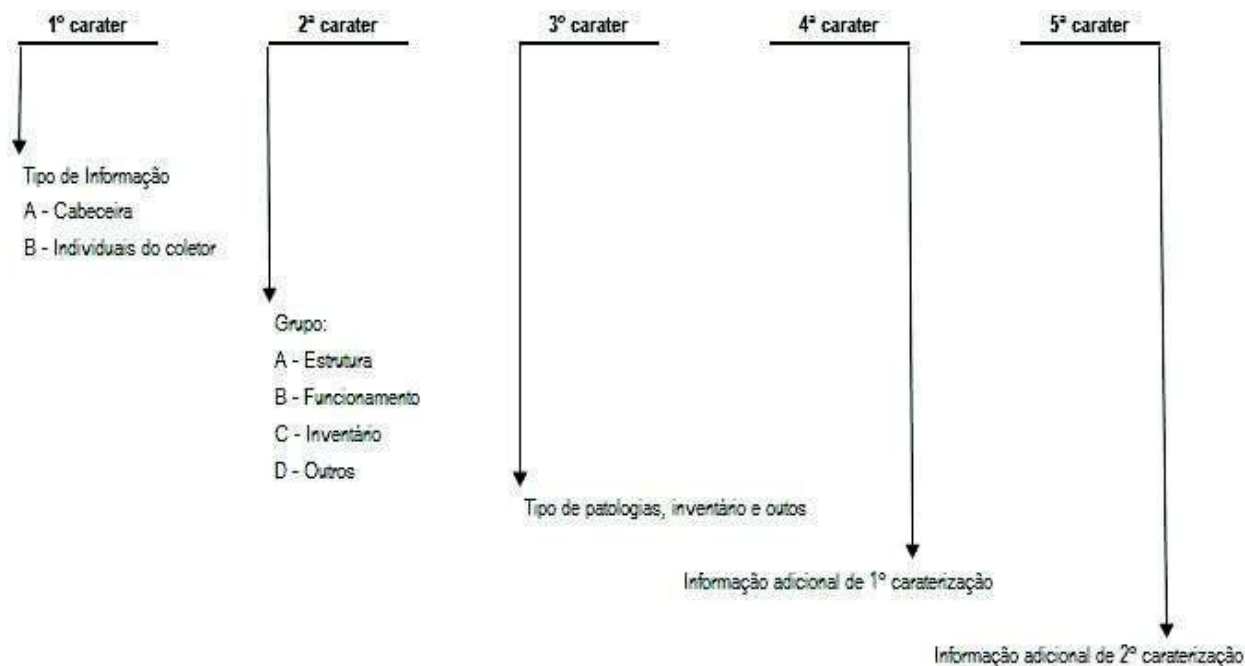 1º carater
2ª carater
3º carater
4ª carater
5ª carater
Tipo de Informação
A - Cabeceira
B - Individuais do coletor
Grupo:
A - Estrutura
B - Funcionamento
C - Inventário
D - Outros
Tipo de patologias, inventário e outos
Informação adicional de 1º caraterização
Informação adicional de 2º caraterização